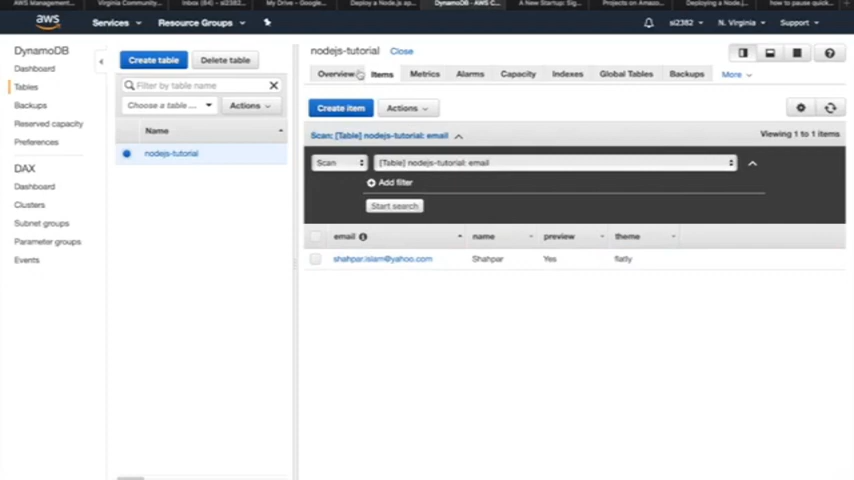 AWS Management... Virginia Community... Inbox (84) - sl2382... My Drive - Google... Deploy a Node.js ap... DynamoDB - AWS C... A New Startup: Sig... Projects on Amazo... Deploying a Node.j... how to pause quick...
aws Services Resource Groups sl2382 N. Virginia Support
DynamoDB
Dashboard
Tables
Backups
Reserved capacity
Preferences
DAX
Dashboard
Clusters
Subnet groups
Parameter groups
Events
Create table Delete table
Filter by table name
Choose a table ... Actions
Name
nodejs-tutorial
nodejs-tutorial Close
Overview Items Metrics Alarms Capacity Indexes Global Tables Backups More
Create item Actions
Scan: [Table] nodejs-tutorial: email Viewing 1 to 1 items
Scan [Table] nodejs-tutorial: email
Add filter
Start search
email name preview theme
shahpar.islam@yahoo.com Shahpar Yes flatly